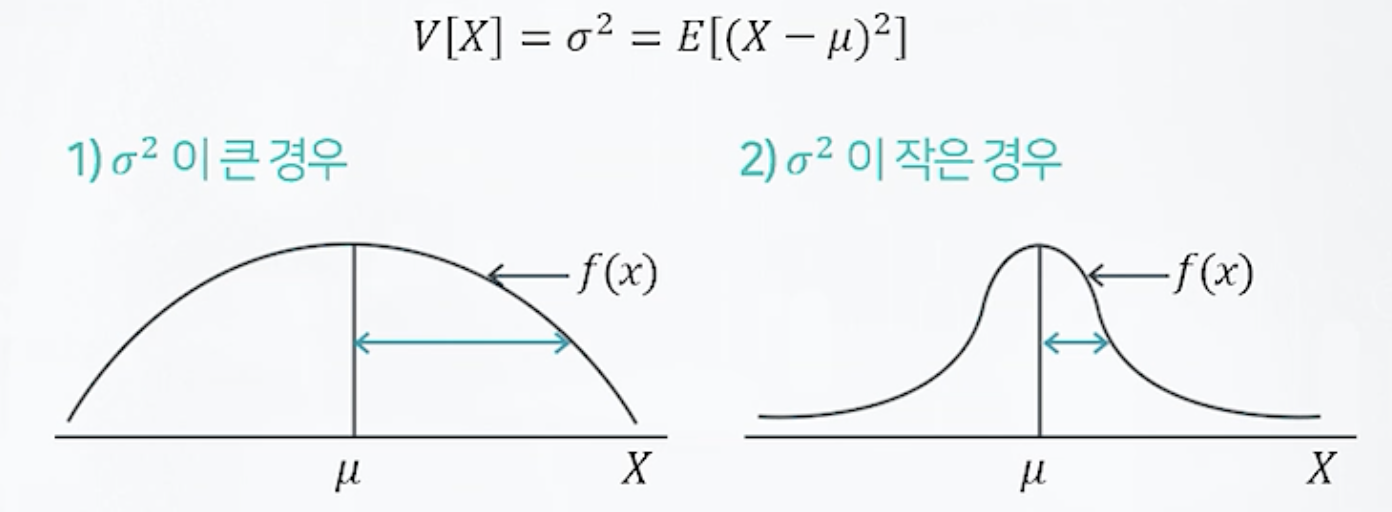 V[X] = σ² = E[(X − μ)²]
1) σ² 이 큰 경우
2) σ² 이 작은 경우
f(x)
f(x)
μ
X
μ
X